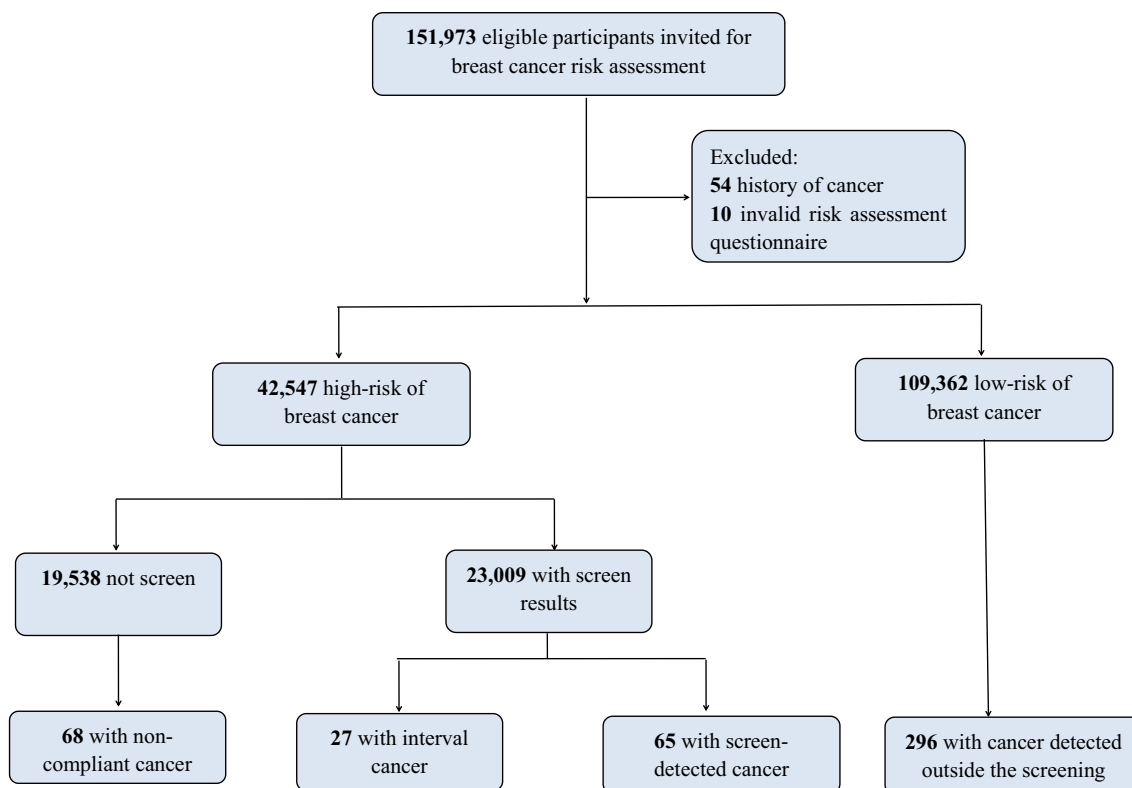 151,973 eligible participants invited for
breast cancer risk assessment
Excluded:
54 history of cancer
10 invalid risk assessment
questionnaire
42,547 high-risk of
breast cancer
109,362 low-risk of
breast cancer
19,538 not screen
23,009 with screen
results
68 with non-
compliant cancer
27 with interval
cancer
65 with screen-
detected cancer
296 with cancer detected
outside the screening